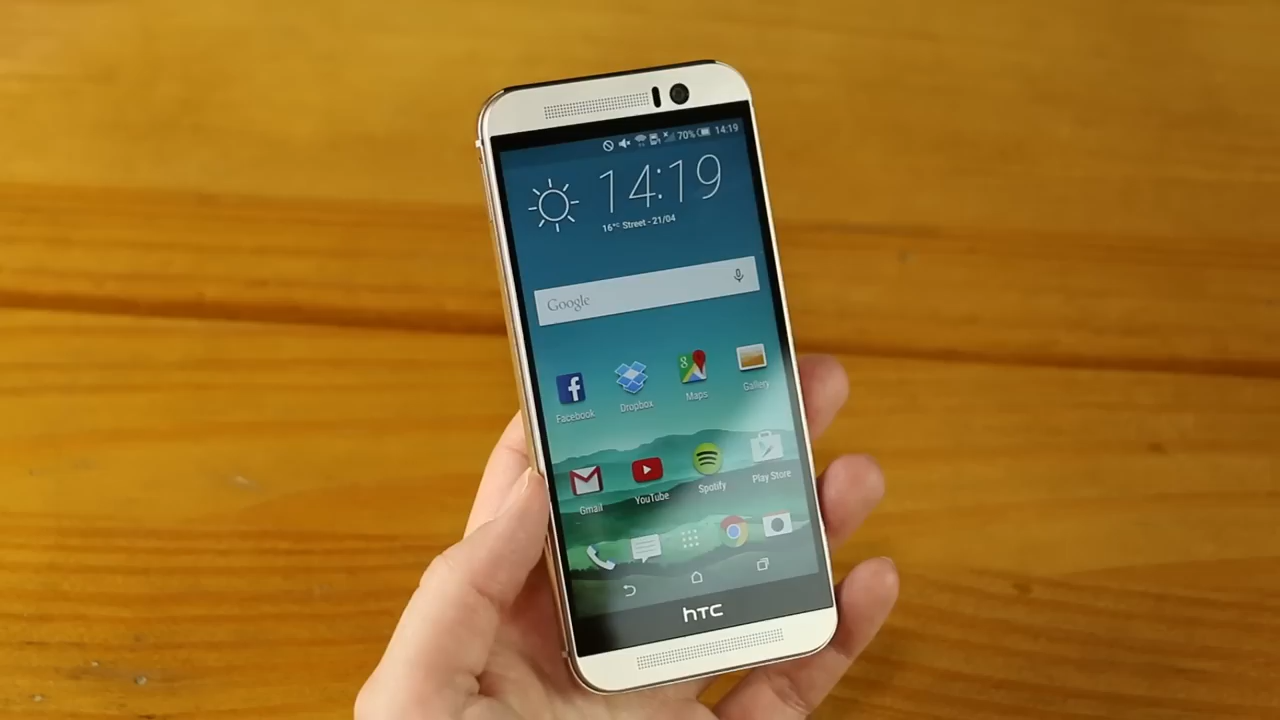 70% 14:19
14:19
16°C Street - 21/04
Google
Facebook Dropbox Maps Gallery
Gmail YouTube Spotify Play Store
hTC